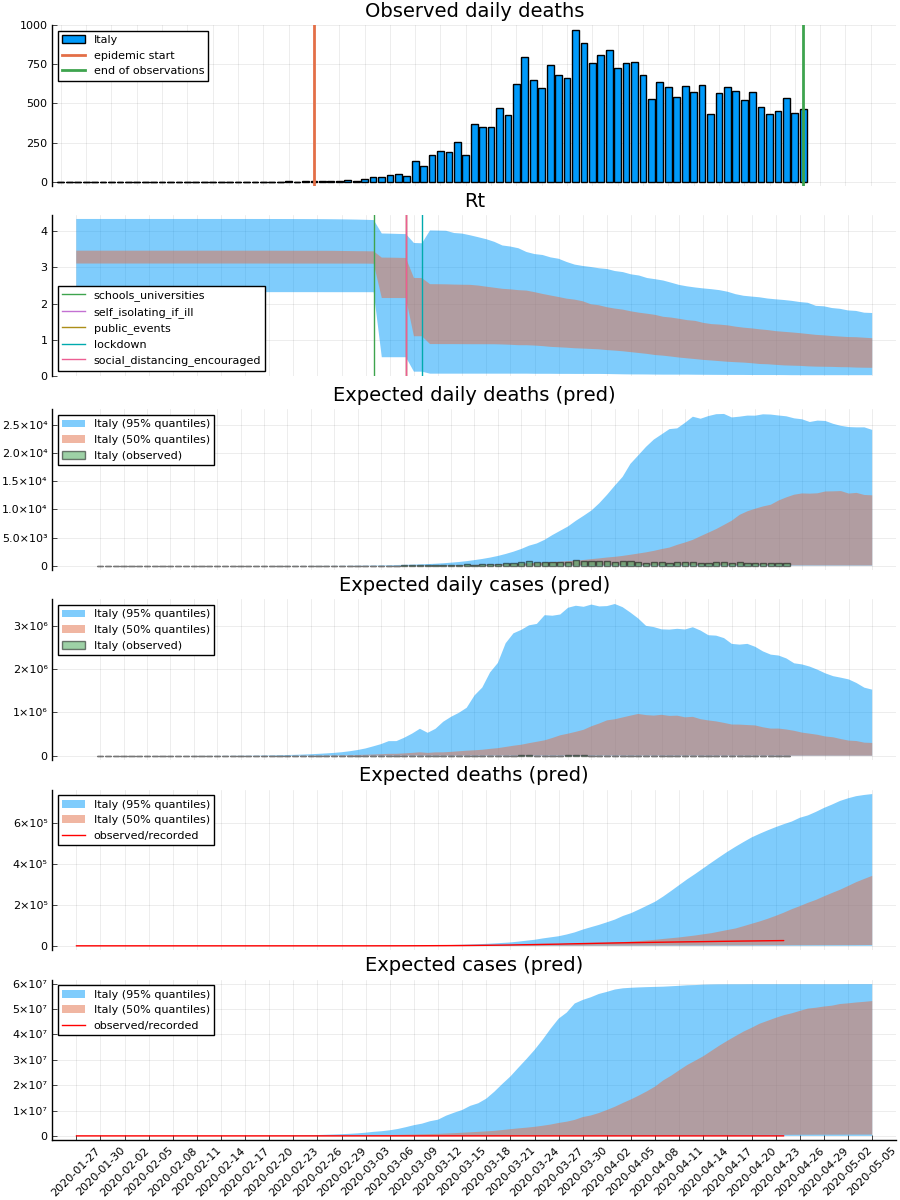 Observed daily deaths
1000
750
500
250
0
Italy
epidemic start
end of observations
Rt
4
3
2
1
0
schools_universities
self_isolating_if_ill
public_events
lockdown
social_distancing_encouraged
Expected daily deaths (pred)
2.5×10⁴
2.0×10⁴
1.5×10⁴
1.0×10⁴
5.0×10³
0
Italy (95% quantiles)
Italy (50% quantiles)
Italy (observed)
Expected daily cases (pred)
3×10⁶
2×10⁶
1×10⁶
0
Italy (95% quantiles)
Italy (50% quantiles)
Italy (observed)
Expected deaths (pred)
6×10⁵
4×10⁵
2×10⁵
0
Italy (95% quantiles)
Italy (50% quantiles)
observed/recorded
Expected cases (pred)
6×10⁷
5×10⁷
4×10⁷
3×10⁷
2×10⁷
1×10⁷
0
Italy (95% quantiles)
Italy (50% quantiles)
observed/recorded
2020-01-27
2020-01-30
2020-02-02
2020-02-05
2020-02-08
2020-02-11
2020-02-14
2020-02-17
2020-02-20
2020-02-23
2020-02-26
2020-02-29
2020-03-03
2020-03-06
2020-03-09
2020-03-12
2020-03-15
2020-03-18
2020-03-21
2020-03-24
2020-03-27
2020-03-30
2020-04-02
2020-04-05
2020-04-08
2020-04-11
2020-04-14
2020-04-17
2020-04-20
2020-04-23
2020-04-26
2020-04-29
2020-05-02
2020-05-05